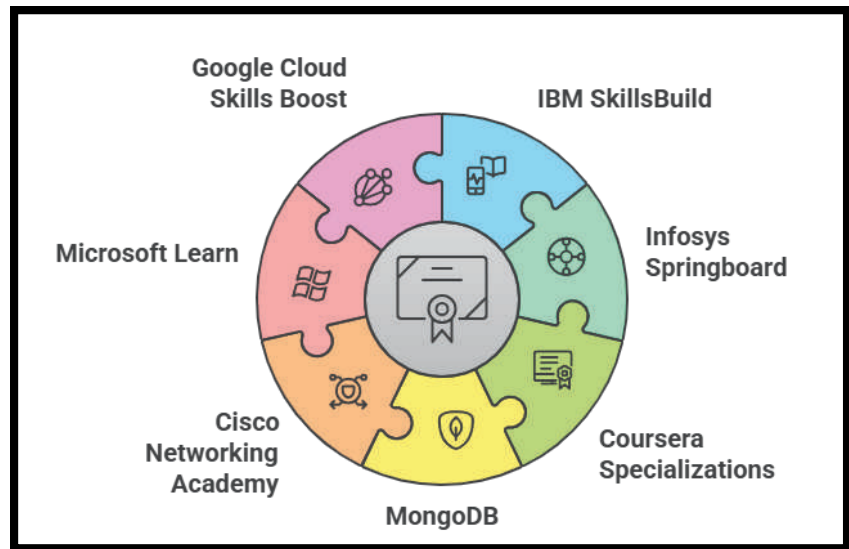 Google Cloud
Skills Boost
IBM SkillsBuild
Microsoft Learn
Infosys
Springboard
Cisco
Networking
Academy
Coursera
Specializations
MongoDB